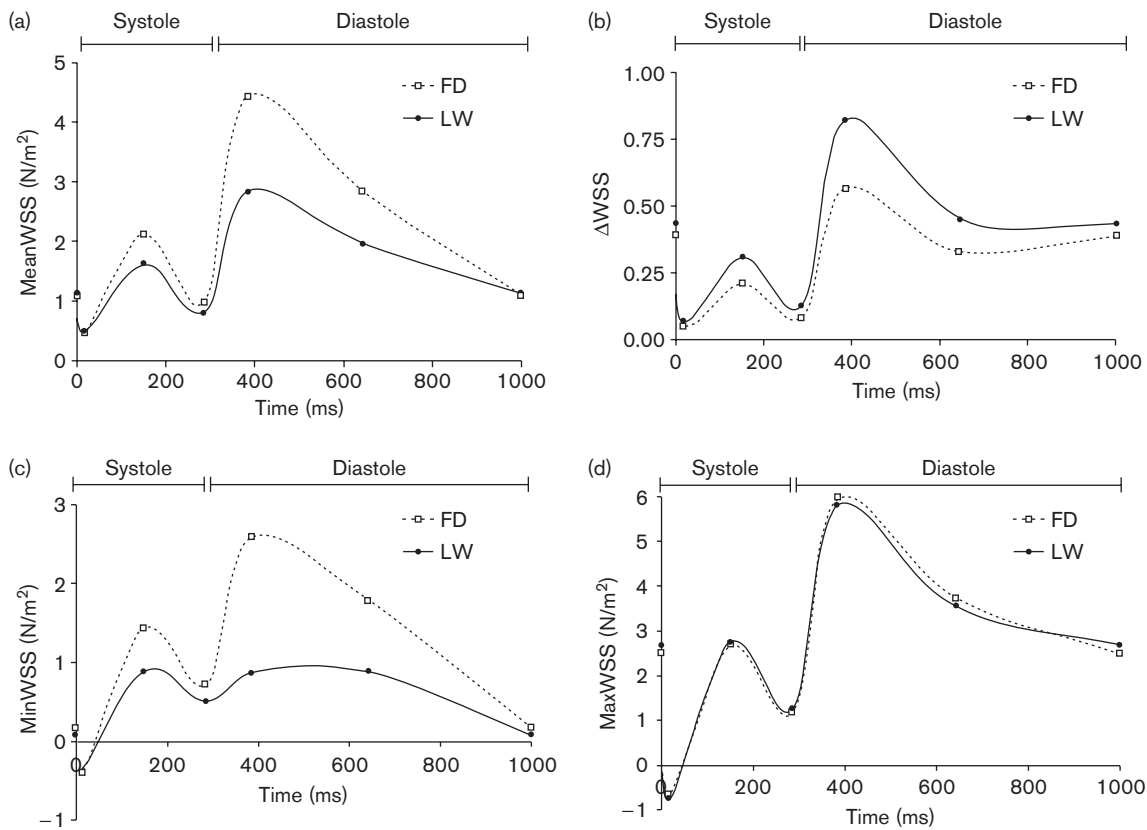 (a)
Systole Diastole
5
4
3
2
1
0
MeanWSS (N/m²)
FD
LW
0 200 400 600 800 1000
Time (ms)
(b)
Systole Diastole
1.00
0.75
0.50
0.25
0.00
ΔWSS
FD
LW
0 200 400 600 800 1000
Time (ms)
(c)
Systole Diastole
3
2
1
0
−1
MinWSS (N/m²)
FD
LW
0 200 400 600 800 1000
Time (ms)
(d)
Systole Diastole
6
5
4
3
2
1
0
−1
MaxWSS (N/m²)
FD
LW
0 200 400 600 800 1000
Time (ms)